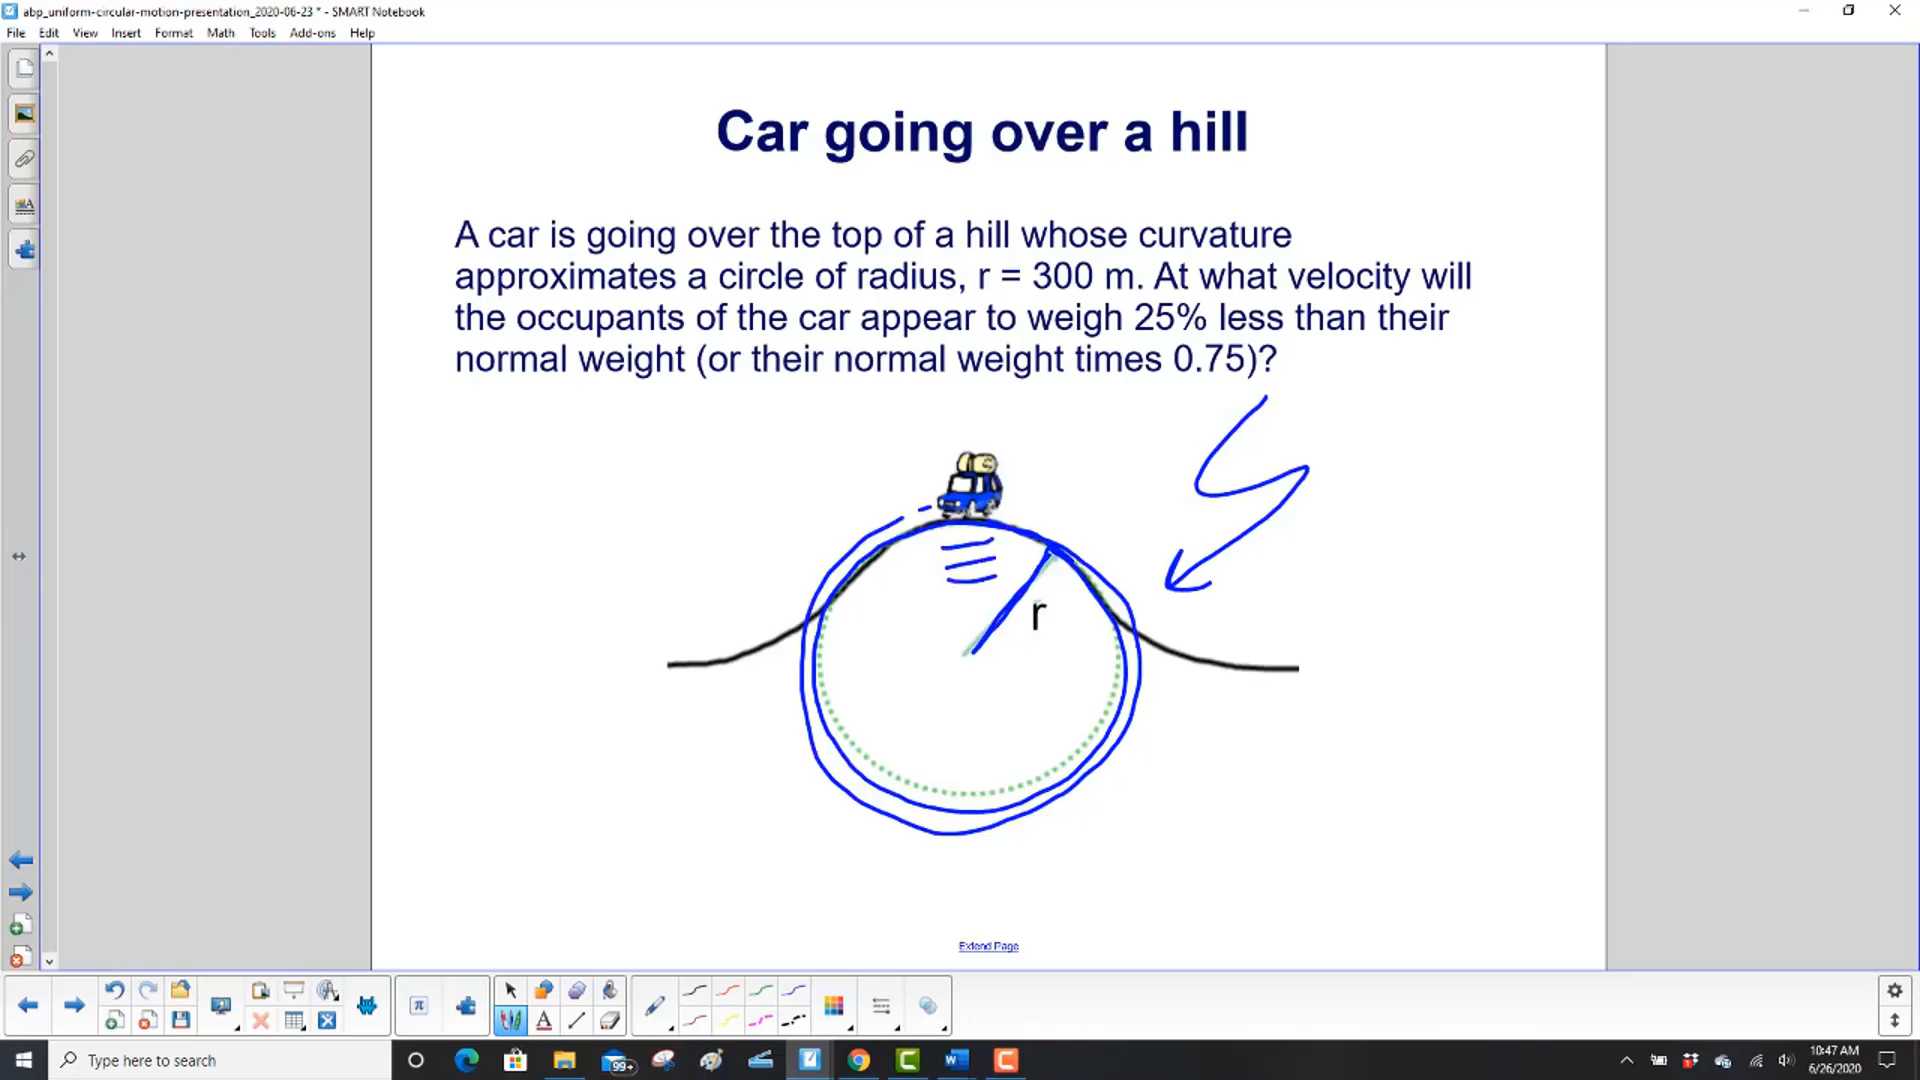 abp_uniform-circular-motion-presentation_2020-06-23 * - SMART Notebook
File Edit View Insert Format Math Tools Add-ons Help
Car going over a hill
A car is going over the top of a hill whose curvature
approximates a circle of radius, r = 300 m. At what velocity will
the occupants of the car appear to weigh 25% less than their
normal weight (or their normal weight times 0.75)?
r
Extend Page
π
A
Type here to search
99+
10:47 AM
6/26/2020